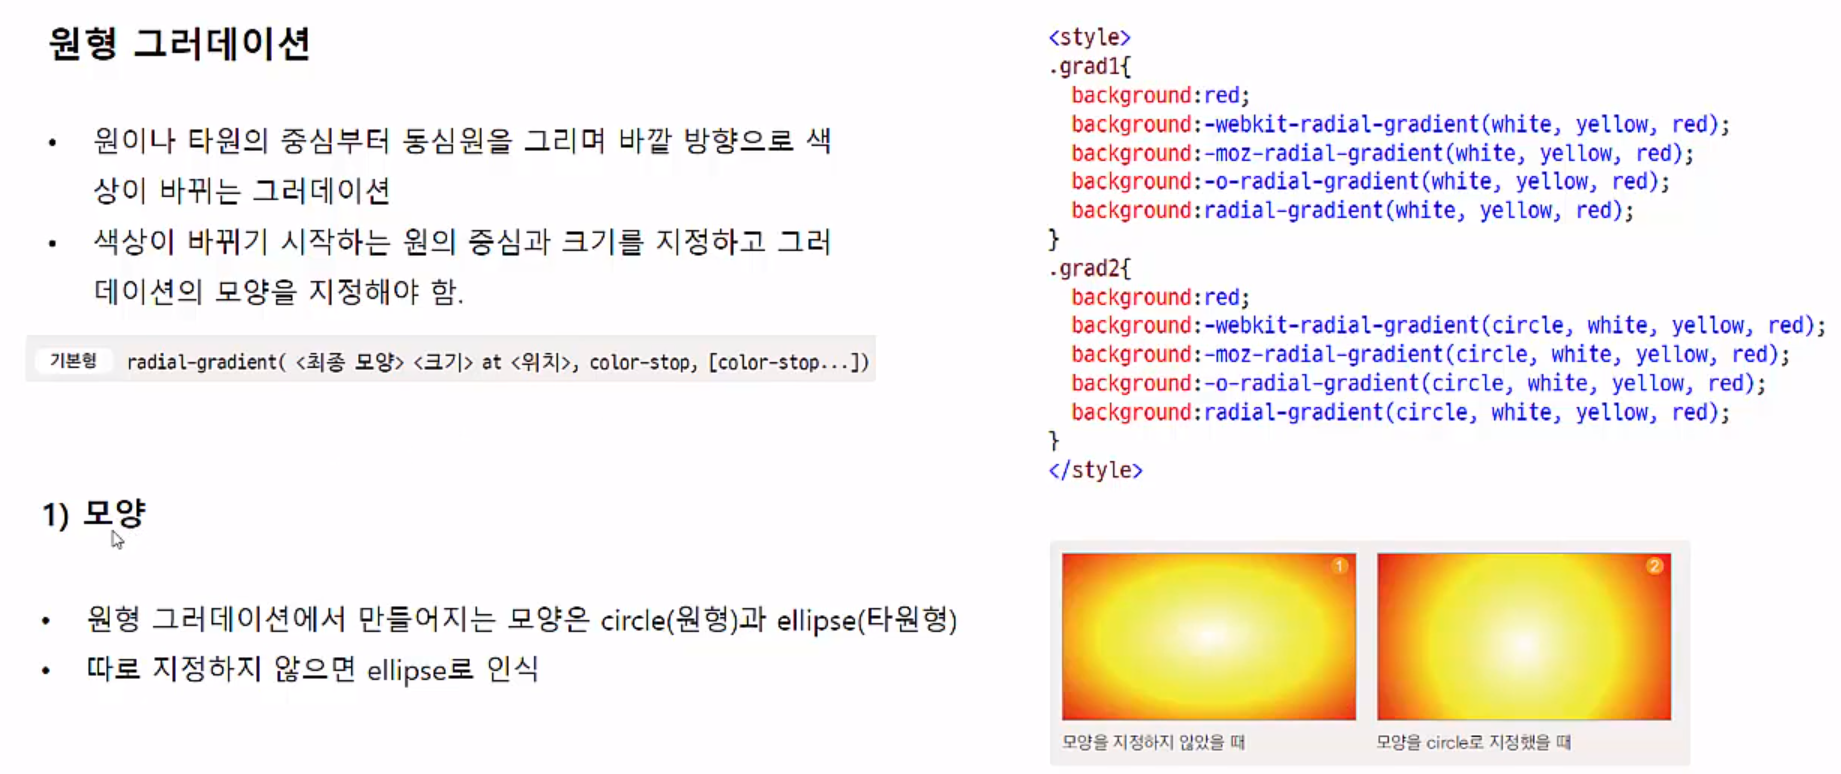 원형 그러데이션
• 원이나 타원의 중심부터 동심원을 그리며 바깥 방향으로 색
상이 바뀌는 그러데이션
• 색상이 바뀌기 시작하는 원의 중심과 크기를 지정하고 그러
데이션의 모양을 지정해야 함.
기본형 radial-gradient( <최종 모양> <크기> at <위치>, color-stop, [color-stop...])
1) 모양
• 원형 그러데이션에서 만들어지는 모양은 circle(원형)과 ellipse(타원형)
• 따로 지정하지 않으면 ellipse로 인식
<style>
.grad1{
background:red;
background:-webkit-radial-gradient(white, yellow, red);
background:-moz-radial-gradient(white, yellow, red);
background:-o-radial-gradient(white, yellow, red);
background:radial-gradient(white, yellow, red);
}
.grad2{
background:red;
background:-webkit-radial-gradient(circle, white, yellow, red);
background:-moz-radial-gradient(circle, white, yellow, red);
background:-o-radial-gradient(circle, white, yellow, red);
background:radial-gradient(circle, white, yellow, red);
}
</style>
1
2
모양을 지정하지 않았을 때
모양을 circle로 지정했을 때